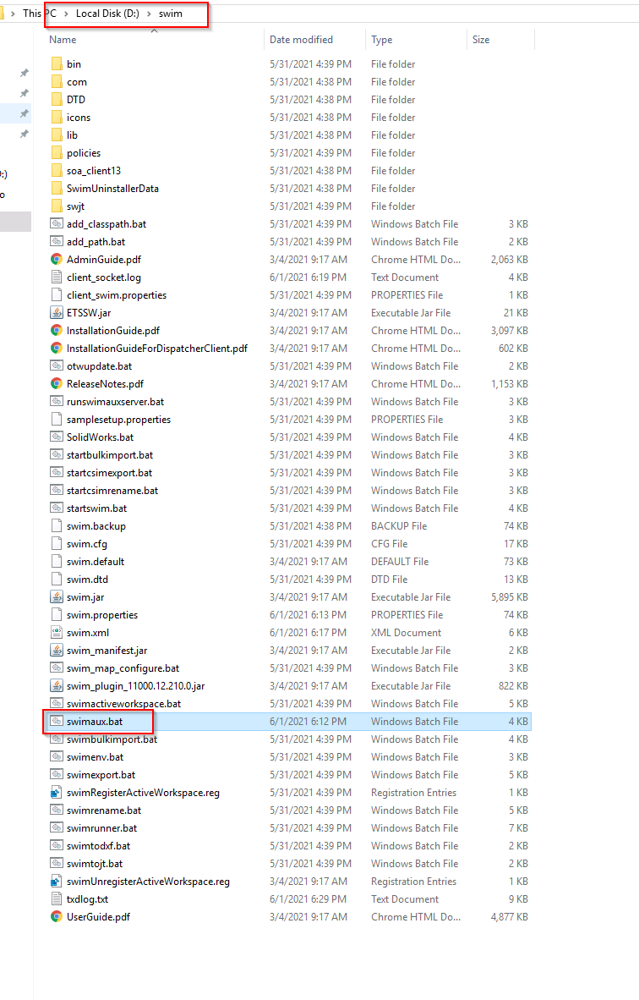 This PC > Local Disk (D:) > swim
Name Date modified Type Size
bin 5/31/2021 4:39 PM File folder
com 5/31/2021 4:38 PM File folder
DTD 5/31/2021 4:38 PM File folder
icons 5/31/2021 4:39 PM File folder
lib 5/31/2021 4:38 PM File folder
policies 5/31/2021 4:39 PM File folder
soa_client13 5/31/2021 4:38 PM File folder
SwimUninstallerData 5/31/2021 4:38 PM File folder
swjt 5/31/2021 4:39 PM File folder
add_classpath.bat 5/31/2021 4:39 PM Windows Batch File 3 KB
add_path.bat 5/31/2021 4:39 PM Windows Batch File 2 KB
AdminGuide.pdf 3/4/2021 9:17 AM Chrome HTML Do... 2,063 KB
client_socket.log 6/1/2021 6:19 PM Text Document 4 KB
client_swim.properties 5/31/2021 4:39 PM PROPERTIES File 1 KB
ETSSW.jar 3/4/2021 9:17 AM Executable Jar File 21 KB
InstallationGuide.pdf 3/4/2021 9:17 AM Chrome HTML Do... 3,097 KB
InstallationGuideForDispatcherClient.pdf 3/4/2021 9:17 AM Chrome HTML Do... 602 KB
otwupdate.bat 5/31/2021 4:39 PM Windows Batch File 2 KB
ReleaseNotes.pdf 3/4/2021 9:17 AM Chrome HTML Do... 1,153 KB
runswimauxserver.bat 5/31/2021 4:39 PM Windows Batch File 3 KB
samplesetup.properties 5/31/2021 4:39 PM PROPERTIES File 3 KB
SolidWorks.bat 5/31/2021 4:39 PM Windows Batch File 4 KB
startbulkimport.bat 5/31/2021 4:39 PM Windows Batch File 3 KB
startcsimexport.bat 5/31/2021 4:39 PM Windows Batch File 3 KB
startcsimrename.bat 5/31/2021 4:39 PM Windows Batch File 3 KB
startswim.bat 5/31/2021 4:39 PM Windows Batch File 4 KB
swim.backup 5/31/2021 4:38 PM BACKUP File 74 KB
swim.cfg 5/31/2021 4:39 PM CFG File 17 KB
swim.default 3/4/2021 9:17 AM DEFAULT File 73 KB
swim.dtd 5/31/2021 4:39 PM DTD File 13 KB
swim.jar 3/4/2021 9:17 AM Executable Jar File 5,895 KB
swim.properties 6/1/2021 6:13 PM PROPERTIES File 74 KB
swim.xml 6/1/2021 6:17 PM XML Document 6 KB
swim_manifest.jar 3/4/2021 9:17 AM Executable Jar File 2 KB
swim_map_configure.bat 5/31/2021 4:39 PM Windows Batch File 3 KB
swim_plugin_11000.12.210.0.jar 3/4/2021 9:17 AM Executable Jar File 822 KB
swimactiveworkspace.bat 5/31/2021 4:39 PM Windows Batch File 5 KB
swimaux.bat 6/1/2021 6:12 PM Windows Batch File 4 KB
swimbulkimport.bat 5/31/2021 4:39 PM Windows Batch File 4 KB
swimenv.bat 5/31/2021 4:39 PM Windows Batch File 3 KB
swimexport.bat 5/31/2021 4:39 PM Windows Batch File 5 KB
swimRegisterActiveWorkspace.reg 5/31/2021 4:39 PM Registration Entries 1 KB
swimrename.bat 5/31/2021 4:39 PM Windows Batch File 5 KB
swimrunner.bat 5/31/2021 4:39 PM Windows Batch File 7 KB
swimtodxf.bat 5/31/2021 4:39 PM Windows Batch File 2 KB
swimtojt.bat 5/31/2021 4:39 PM Windows Batch File 2 KB
swimUnregisterActiveWorkspace.reg 3/4/2021 9:17 AM Registration Entries 1 KB
txdlog.txt 6/1/2021 6:29 PM Text Document 9 KB
UserGuide.pdf 3/4/2021 9:17 AM Chrome HTML Do... 4,877 KB